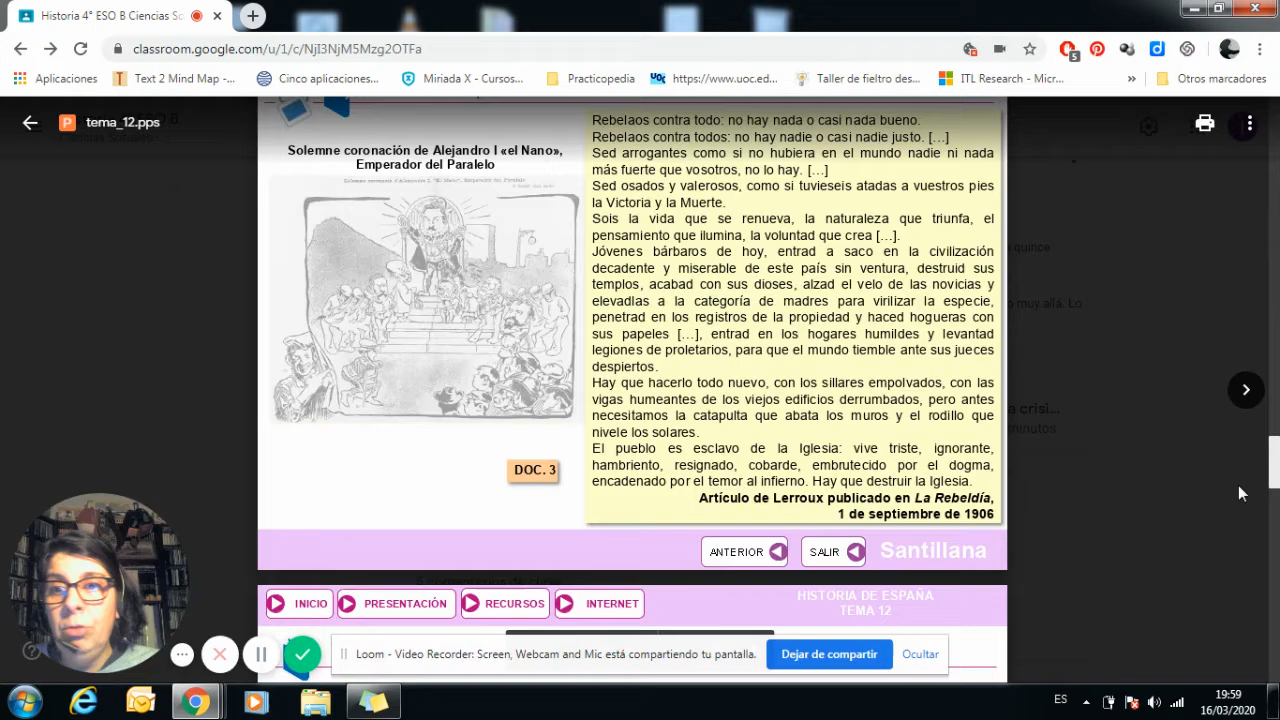 Historia 4° ESO B Ciencias So
classroom.google.com/u/1/c/NjI3NjM5Mzg2OTFa
5
Aplicaciones
Text 2 Mind Map -...
Cinco aplicaciones...
Miriada X - Cursos...
Practicopedia
https://www.uoc.ed...
Taller de fieltro des...
ITL Research - Micr...
»
Otros marcadores
tema_12.pps
Solemne coronación de Alejandro I «el Nano»,
Emperador del Paralelo
Rebelaos contra todo: no hay nada o casi nada bueno.
Rebelaos contra todos: no hay nadie o casi nadie justo. […]
Sed arrogantes como si no hubiera en el mundo nadie ni nada
más fuerte que vosotros, no lo hay. […]
Sed osados y valerosos, como si tuvieseis atadas a vuestros pies
la Victoria y la Muerte.
Sois la vida que se renueva, la naturaleza que triunfa, el
pensamiento que ilumina, la voluntad que crea […].
Jóvenes bárbaros de hoy, entrad a saco en la civilización
decadente y miserable de este país sin ventura, destruid sus
templos, acabad con sus dioses, alzad el velo de las novicias y
elevadlas a la categoría de madres para virilizar la especie,
penetrad en los registros de la propiedad y haced hogueras con
sus papeles […], entrad en los hogares humildes y levantad
legiones de proletarios, para que el mundo tiemble ante sus jueces
despiertos.
Hay que hacerlo todo nuevo, con los sillares empolvados, con las
vigas humeantes de los viejos edificios derrumbados, pero antes
necesitamos la catapulta que abata los muros y el rodillo que
nivele los solares.
El pueblo es esclavo de la Iglesia: vive triste, ignorante,
hambriento, resignado, cobarde, embrutecido por el dogma,
encadenado por el temor al infierno. Hay que destruir la Iglesia.
Artículo de Lerroux publicado en La Rebeldía,
1 de septiembre de 1906
DOC. 3
quince
o muy allá. Lo
a crisi...
minutos
ANTERIOR
SALIR
Santillana
INICIO
PRESENTACIÓN
RECURSOS
INTERNET
HISTORIA DE ESPAÑA
TEMA 12
Loom - Video Recorder: Screen, Webcam and Mic está compartiendo tu pantalla.
Dejar de compartir
Ocultar
ES
19:59
16/03/2020